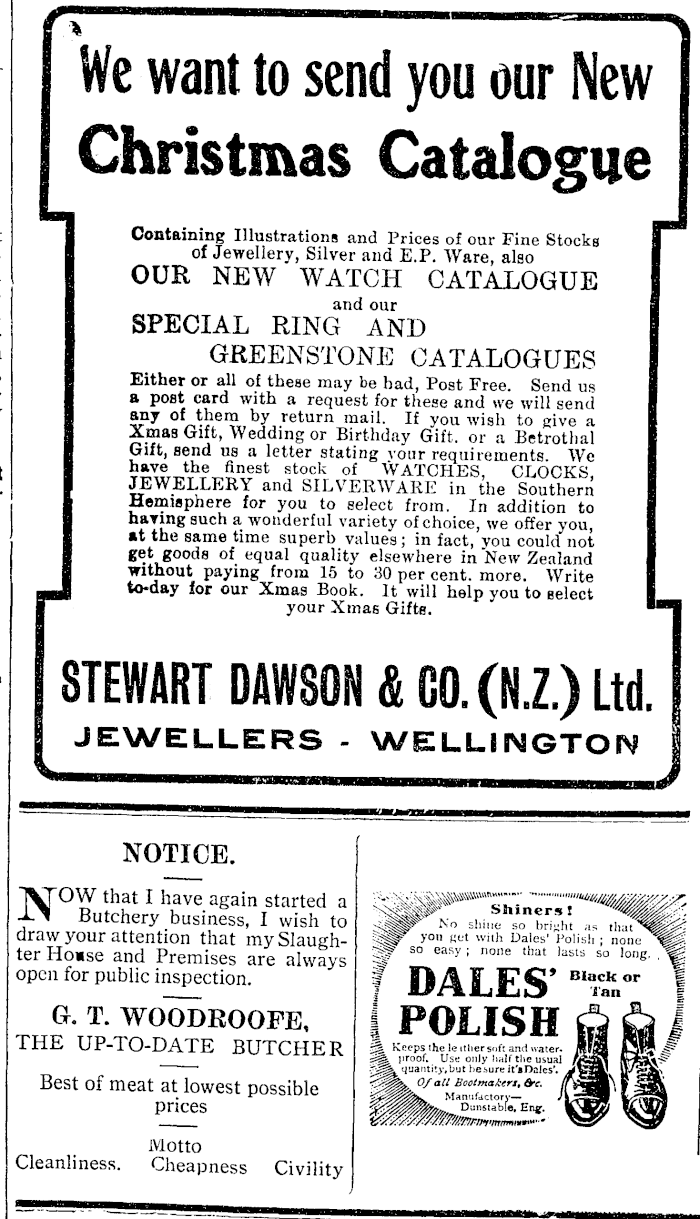 We want to send you our New
Christmas Catalogue
Containing Illustrations and Prices of our Fine Stocks
of Jewellery, Silver and E.P. Ware, also
OUR NEW WATCH CATALOGUE
and our
SPECIAL RING AND
GREENSTONE CATALOGUES
Either or all of these may be had, Post Free. Send us
a post card with a request for these and we will send
any of them by return mail. If you wish to give a
Xmas Gift, Wedding or Birthday Gift. or a Betrothal
Gift, send us a letter stating your requirements. We
have the finest stock of WATCHES, CLOCKS,
JEWELLERY and SILVERWARE in the Southern
Hemisphere for you to select from. In addition to
having such a wonderful variety of choice, we offer you,
at the same time superb values; in fact, you could not
get goods of equal quality elsewhere in New Zealand
without paying from 15 to 30 per cent. more. Write
to-day for our Xmas Book. It will help you to select
your Xmas Gifts.
STEWART DAWSON & CO. (N.Z.) Ltd.
JEWELLERS - WELLINGTON
NOTICE.
NOW that I have again started a
Butchery business, I wish to
draw your attention that my Slaugh-
ter House and Premises are always
open for public inspection.
G. T. WOODROOFE,
THE UP-TO-DATE BUTCHER
Best of meat at lowest possible
prices
Motto
Cleanliness. Cheapness Civility
Shiners!
No shine so bright as that
you get with Dales' Polish; none
so easy; none that lasts so long.
DALES'
POLISH
Black or
Tan
Keeps the leather soft and water-
proof. Use only half the usual
quantity, but be sure it's Dales'.
Of all Bootmakers, &c.
Manufactory—
Dunstable, Eng.